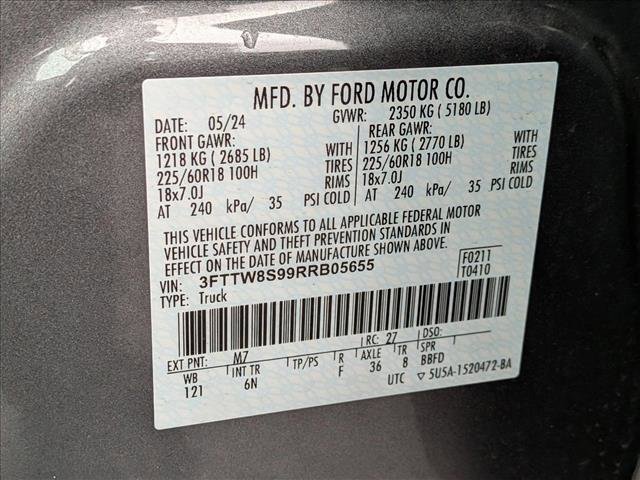 MFD. BY FORD MOTOR CO.
DATE: 05/24 GVWR: 2350 KG ( 5180 LB)
FRONT GAWR: REAR GAWR:
1218 KG ( 2685 LB) WITH 1256 KG ( 2770 LB) WITH
225/60R18 100H TIRES 225/60R18 100H TIRES
18x7.0J RIMS 18x7.0J RIMS
AT 240 kPa/ 35 PSI COLD AT 240 kPa/ 35 PSI COLD
THIS VEHICLE CONFORMS TO ALL APPLICABLE FEDERAL MOTOR
VEHICLE SAFETY AND THEFT PREVENTION STANDARDS IN
EFFECT ON THE DATE OF MANUFACTURE SHOWN ABOVE.
VIN: 3FTTW8S99RRB05655 F0211
TYPE: Truck T0410
EXT PNT: M7 RC: 27 DSO:
WB INT TR TP/PS R AXLE TR SPR
121 6N F 36 8 BBFD
UTC ▽ 5U5A-1520472-BA